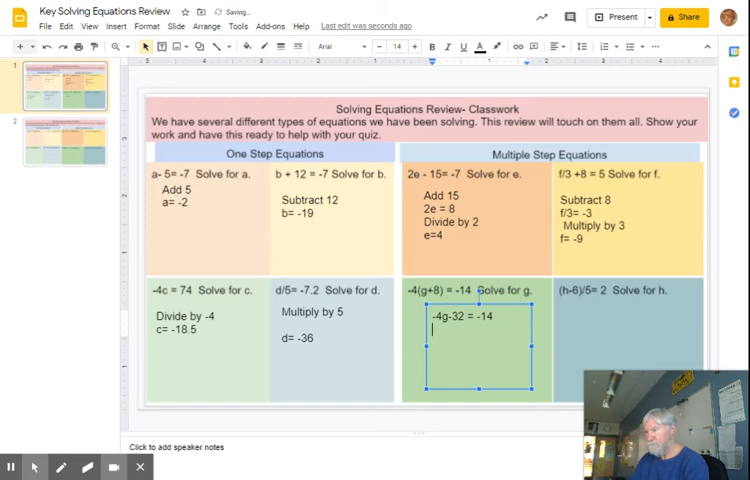 Key Solving Equations Review
Saving...
File Edit View Insert Format Slide Arrange Tools Add-ons Help Last edit was seconds ago
Present
Share
Arial
14
Solving Equations Review- Classwork
We have several different types of equations we have been solving. This review will touch on them all. Show your
work and have this ready to help with your quiz.
One Step Equations
Multiple Step Equations
a- 5= -7 Solve for a.
Add 5
a= -2
b + 12 = -7 Solve for b.
Subtract 12
b= -19
2e - 15= -7 Solve for e.
Add 15
2e = 8
Divide by 2
e=4
f/3 +8 = 5 Solve for f.
Subtract 8
f/3= -3
Multiply by 3
f= -9
-4c = 74 Solve for c.
Divide by -4
c= -18.5
d/5= -7.2 Solve for d.
Multiply by 5
d= -36
-4(g+8) = -14 Solve for g.
-4g-32 = -14
(h-6)/5= 2 Solve for h.
Click to add speaker notes